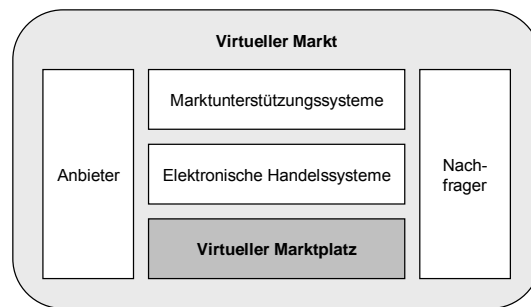 Virtueller Markt
Anbieter
Marktunterstützungssysteme
Elektronische Handelssysteme
Virtueller Marktplatz
Nach-
frager